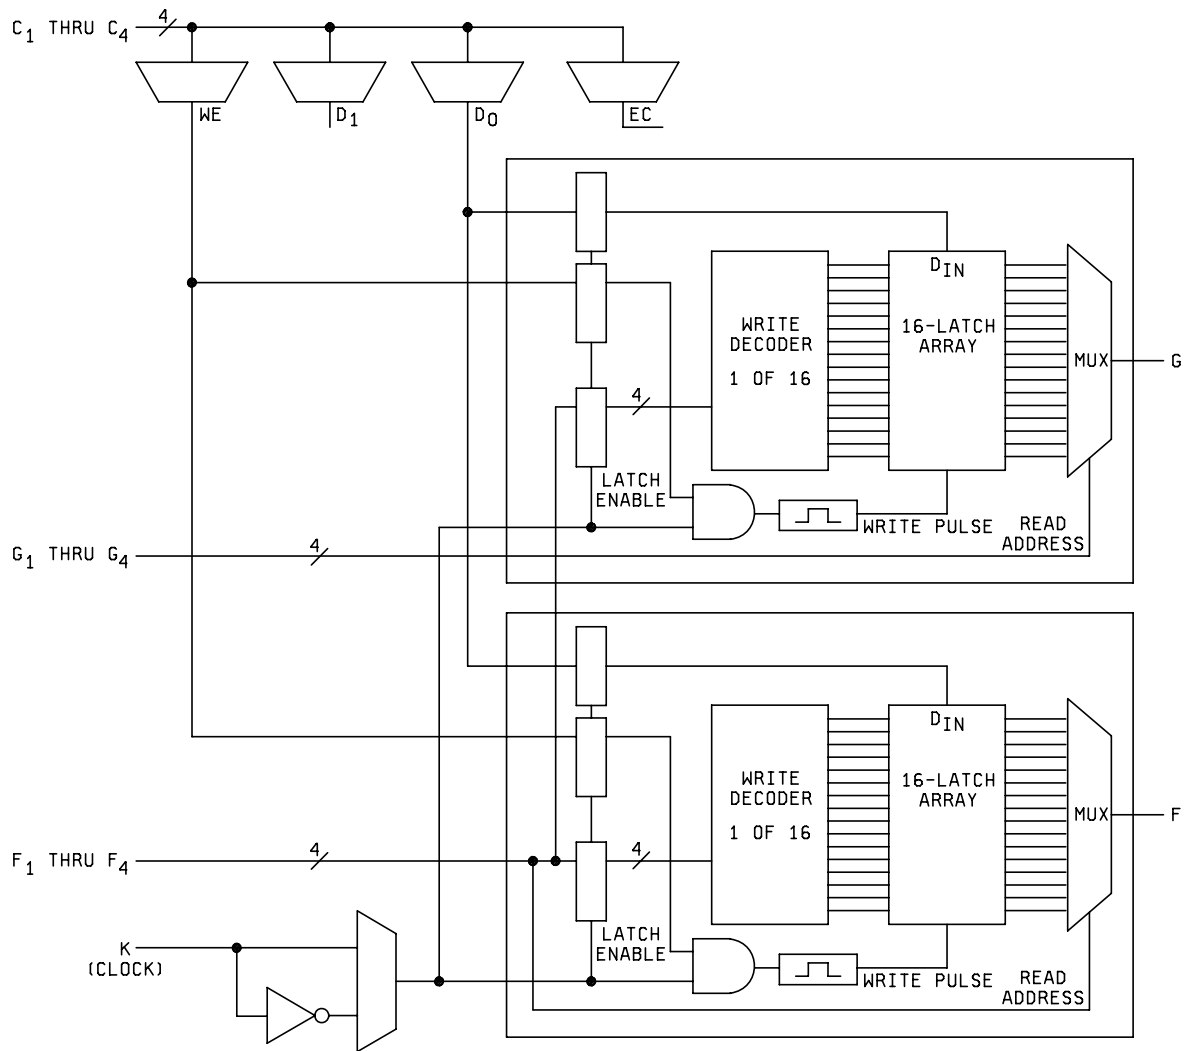 C1 THRU C4
4
WE
D1
D0
EC
DIN
WRITE
DECODER
1 OF 16
16-LATCH
ARRAY
MUX
G
4
LATCH
ENABLE
WRITE PULSE
READ
ADDRESS
G1 THRU G4
4
DIN
WRITE
DECODER
1 OF 16
16-LATCH
ARRAY
MUX
F
F1 THRU F4
4
4
LATCH
ENABLE
WRITE PULSE
READ
ADDRESS
K
(CLOCK)